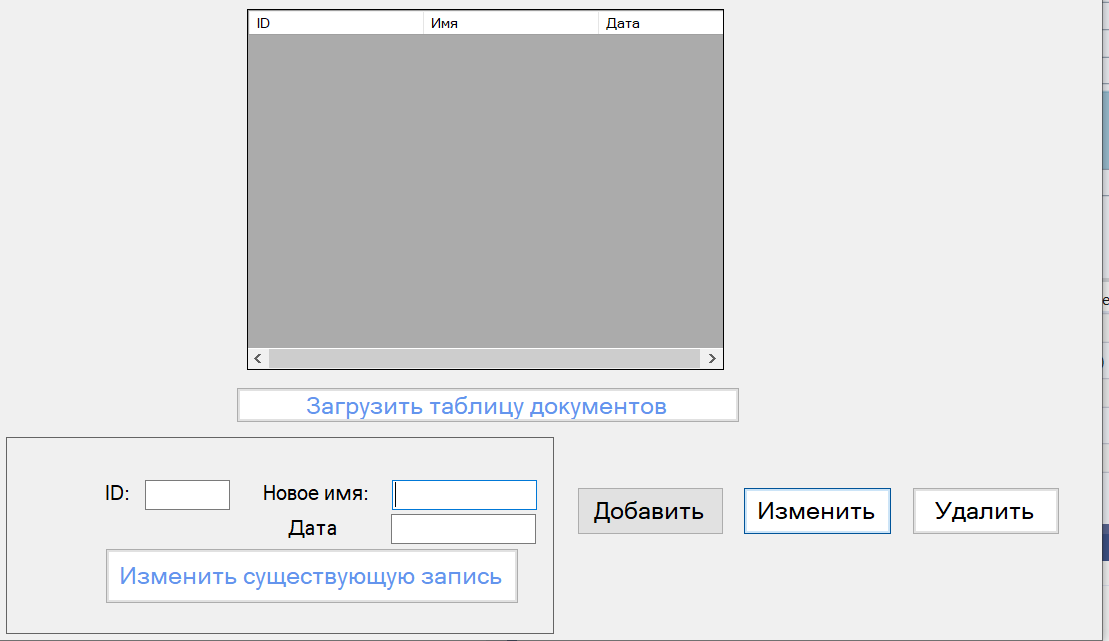 ID Имя Дата
Загрузить таблицу документов
ID: Новое имя:
Дата
Изменить существующую запись
Добавить Изменить Удалить